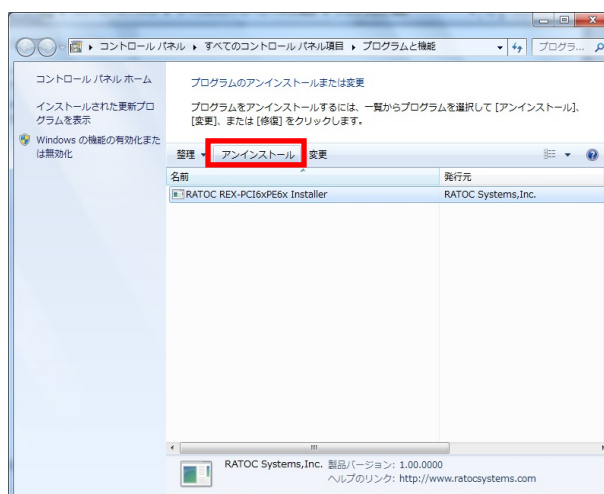 コントロール パネル ▸ すべてのコントロール パネル項目 ▸ プログラムと機能
プログラ...
コントロール パネル ホーム
インストールされた更新プロ
グラムを表示
Windows の機能の有効化また
は無効化
プログラムのアンインストールまたは変更
プログラムをアンインストールするには、一覧からプログラムを選択して [アンインストール]、
[変更]、または [修復] をクリックします。
整理 アンインストール 変更
名前 発行元
RATOC REX-PCI6xPE6x Installer RATOC Systems,Inc.
RATOC Systems,Inc. 製品バージョン: 1.00.0000
ヘルプのリンク: http://www.ratocsystems.com